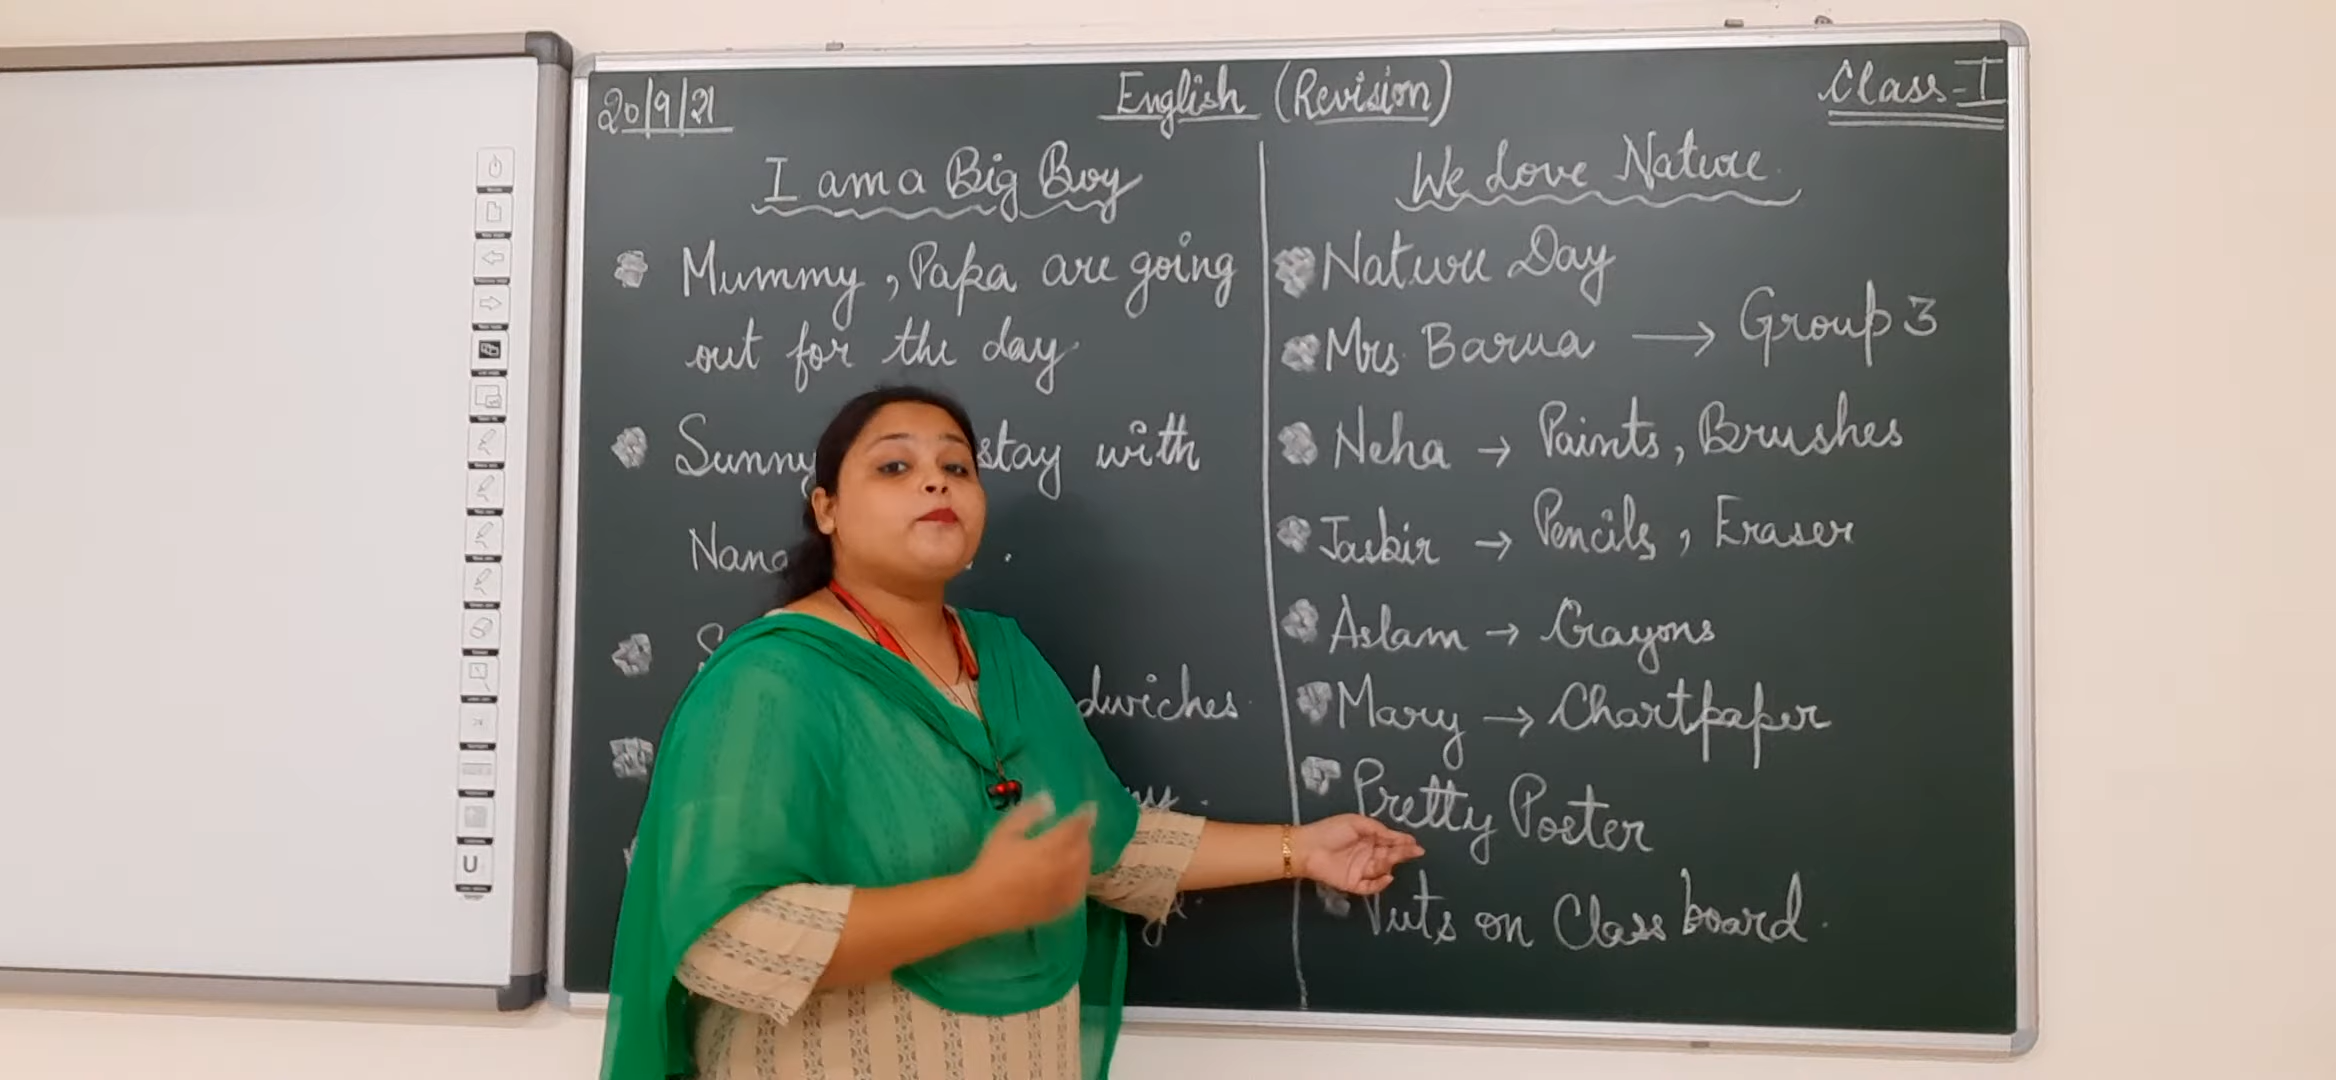 20/9/21
English (Revision)
Class-I
I am a Big Boy
Mummy, Papa are going
out for the day.
Sunny stay with
We Love Nature
Nature Day
Mrs. Barua → Group 3
Neha → Paints, Brushes
Jasbir → Pencils, Eraser
Aslam → Crayons
Mary → Chartpaper
Pretty Poster
Puts on Class board.
U